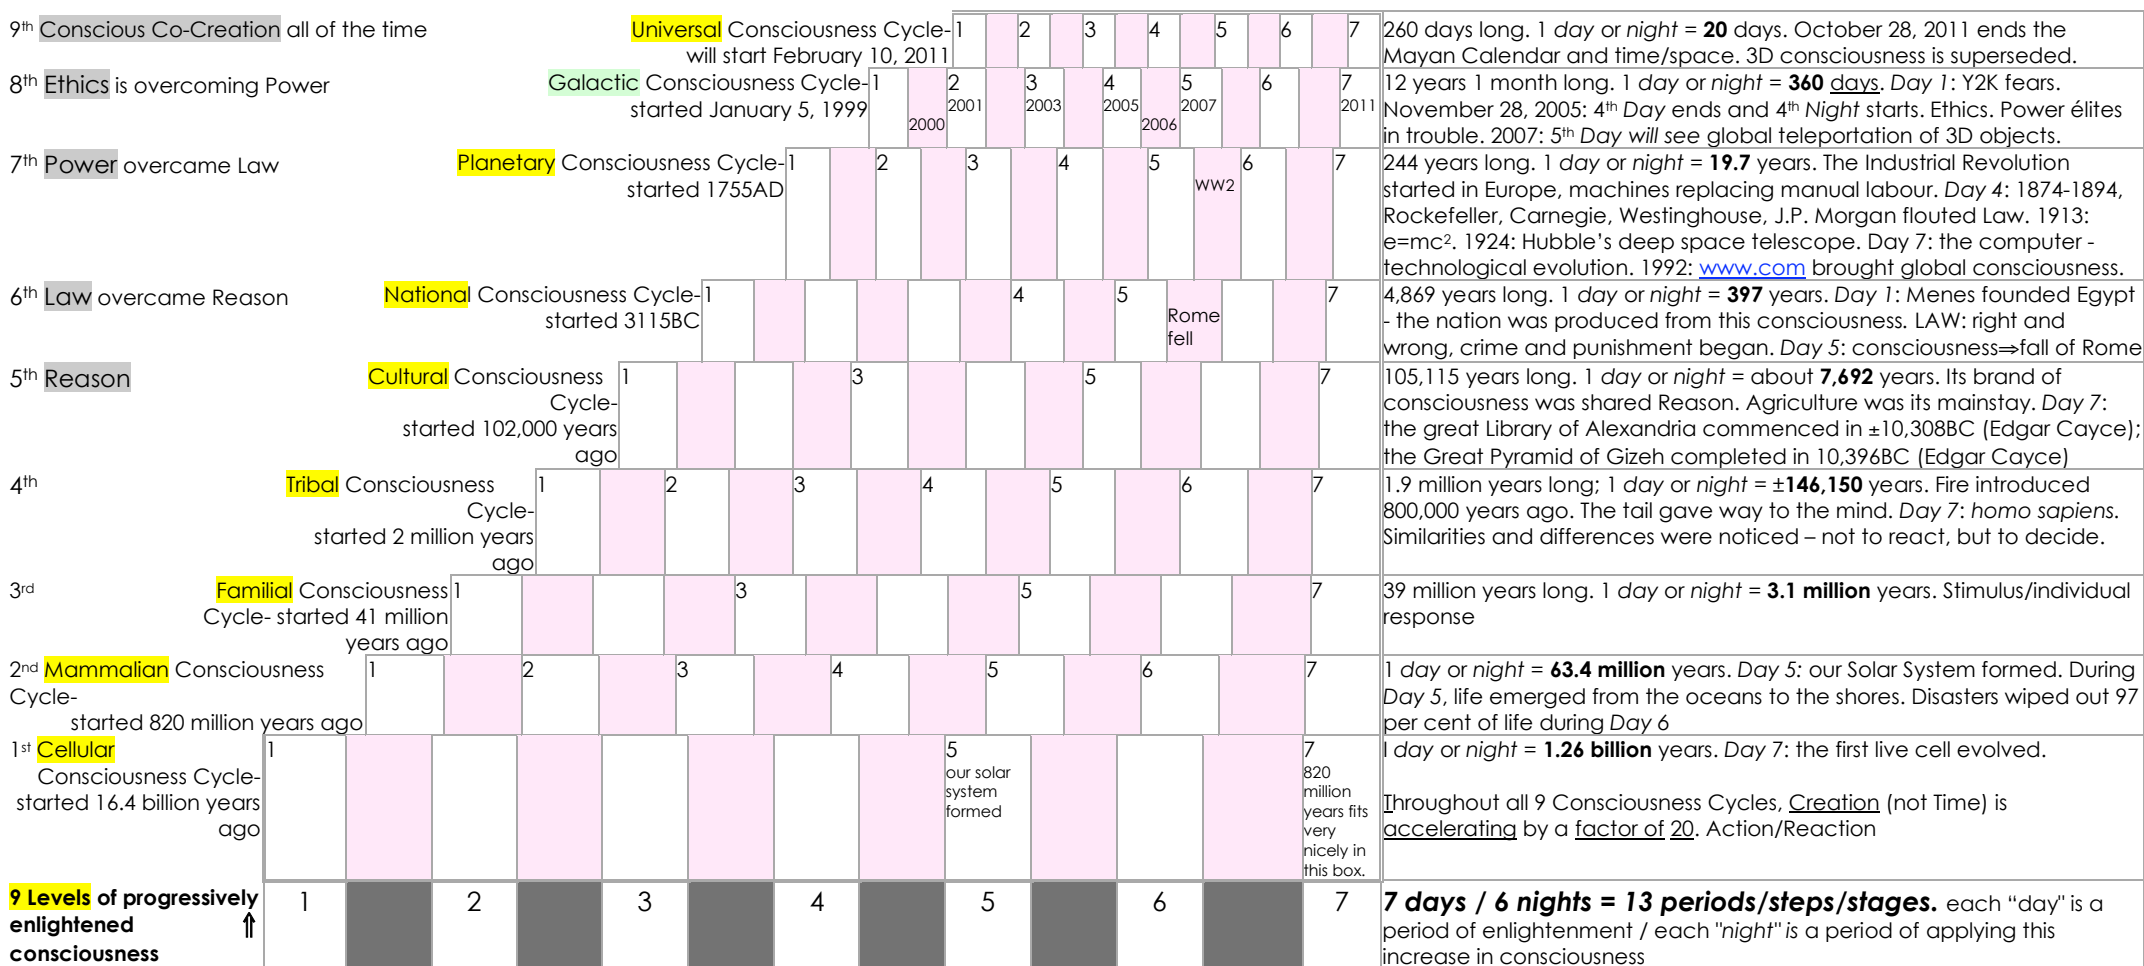 9th Conscious Co-Creation all of the time
Universal Consciousness Cycle-
will start February 10, 2011
1 2 3 4 5 6 7
260 days long. 1 day or night = 20 days. October 28, 2011 ends the
Mayan Calendar and time/space. 3D consciousness is superseded.
8th Ethics is overcoming Power
Galactic Consciousness Cycle-
started January 5, 1999
1 2 3 4 5 6 7
2001 2003 2005 2007 2011
2000 2006
12 years 1 month long. 1 day or night = 360 days. Day 1: Y2K fears.
November 28, 2005: 4th Day ends and 4th Night starts. Ethics. Power élites
in trouble. 2007: 5th Day will see global teleportation of 3D objects.
7th Power overcame Law
Planetary Consciousness Cycle-
started 1755AD
1 2 3 4 5 6 7
WW2
244 years long. 1 day or night = 19.7 years. The Industrial Revolution
started in Europe, machines replacing manual labour. Day 4: 1874-1894,
Rockefeller, Carnegie, Westinghouse, J.P. Morgan flouted Law. 1913:
e=mc2. 1924: Hubble's deep space telescope. Day 7: the computer -
technological evolution. 1992: www.com brought global consciousness.
6th Law overcame Reason
National Consciousness Cycle-
started 3115BC
1 4 5 7
Rome
fell
4,869 years long. 1 day or night = 397 years. Day 1: Menes founded Egypt
- the nation was produced from this consciousness. LAW: right and
wrong, crime and punishment began. Day 5: consciousness⇒fall of Rome
5th Reason
Cultural Consciousness
Cycle-
started 102,000 years
ago
1 3 5 7
105,115 years long. 1 day or night = about 7,692 years. Its brand of
consciousness was shared Reason. Agriculture was its mainstay. Day 7:
the great Library of Alexandria commenced in ±10,308BC (Edgar Cayce);
the Great Pyramid of Gizeh completed in 10,396BC (Edgar Cayce)
4th
Tribal Consciousness
Cycle-
started 2 million years
ago
1 2 3 4 5 6 7
1.9 million years long; 1 day or night = ±146,150 years. Fire introduced
800,000 years ago. The tail gave way to the mind. Day 7: homo sapiens.
Similarities and differences were noticed – not to react, but to decide.
3rd
Familial Consciousness
Cycle- started 41 million
years ago
1 3 5 7
39 million years long. 1 day or night = 3.1 million years. Stimulus/individual
response
2nd Mammalian Consciousness
Cycle-
started 820 million years ago
1 2 3 4 5 6 7
1 day or night = 63.4 million years. Day 5: our Solar System formed. During
Day 5, life emerged from the oceans to the shores. Disasters wiped out 97
per cent of life during Day 6
1st Cellular
Consciousness Cycle-
started 16.4 billion years
ago
1 5 7
our solar
system
formed
820
million
years fits
very
nicely in
this box.
I day or night = 1.26 billion years. Day 7: the first live cell evolved.
Throughout all 9 Consciousness Cycles, Creation (not Time) is
accelerating by a factor of 20. Action/Reaction
9 Levels of progressively
enlightened ⇑
consciousness
1 2 3 4 5 6 7
7 days / 6 nights = 13 periods/steps/stages. each “day" is a
period of enlightenment / each "night" is a period of applying this
increase in consciousness